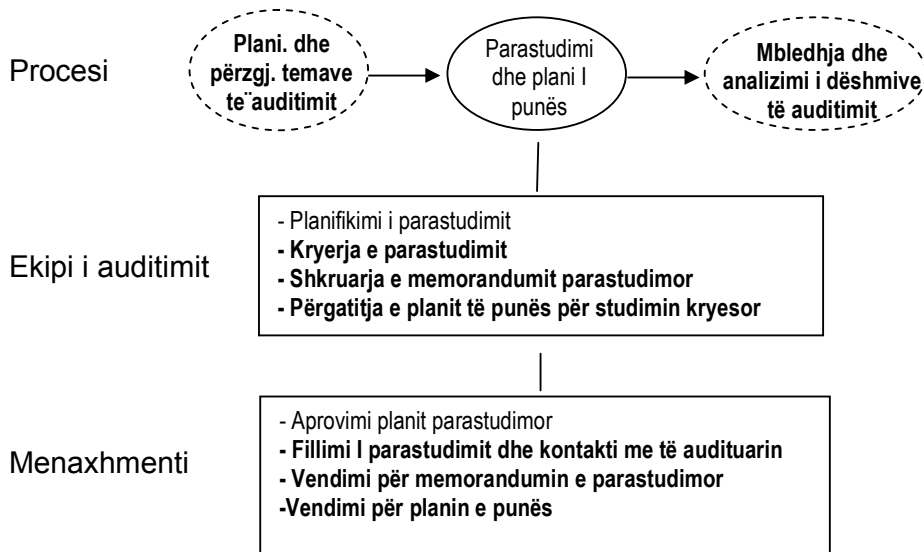 Procesi
Plani. dhe
përzgj. temave
te¨auditimit
Parastudimi
dhe plani I
punës
Mbledhja dhe
analizimi i dëshmive
të auditimit
Ekipi i auditimit
- Planifikimi i parastudimit
- Kryerja e parastudimit
- Shkruarja e memorandumit parastudimor
- Përgatitja e planit të punës për studimin kryesor
Menaxhmenti
- Aprovimi planit parastudimor
- Fillimi I parastudimit dhe kontakti me të audituarin
- Vendimi për memorandumin e parastudimor
-Vendimi për planin e punës